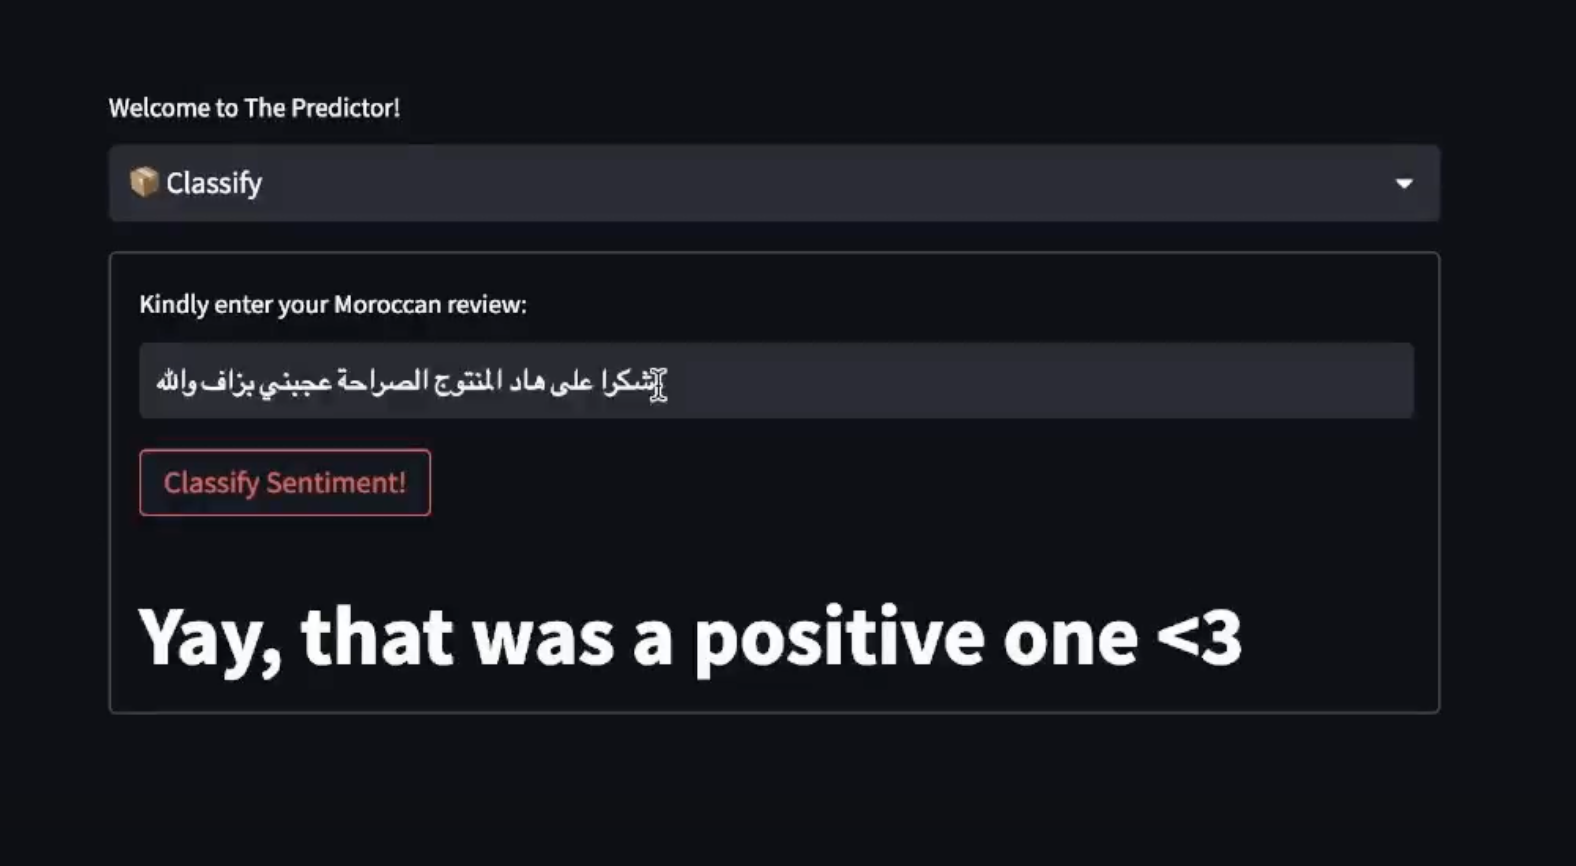 Welcome to The Predictor!
📦 Classify
Kindly enter your Moroccan review:
شكرا على هاد المنتوج الصراحة عجبني بزاف والله
Classify Sentiment!
Yay, that was a positive one <3